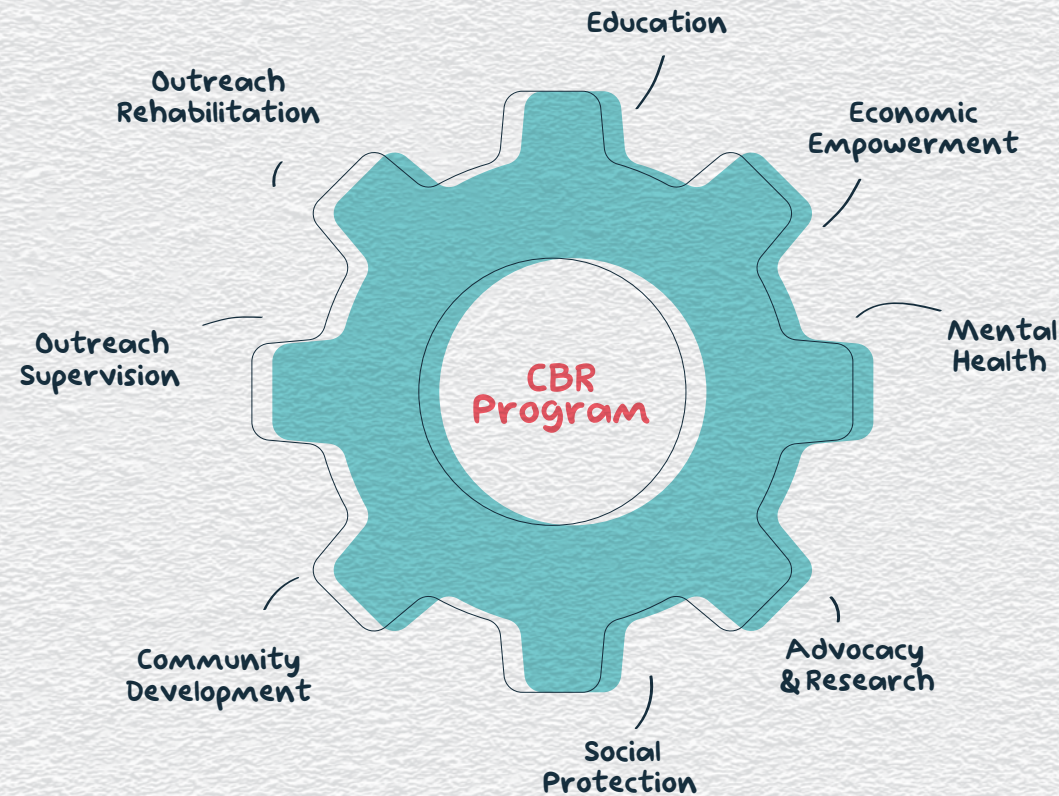 Education
Outreach
Rehabilitation
Economic
Empowerment
Outreach
Supervision
Mental
Health
CBR
Program
Community
Development
Advocacy
& Research
Social
Protection